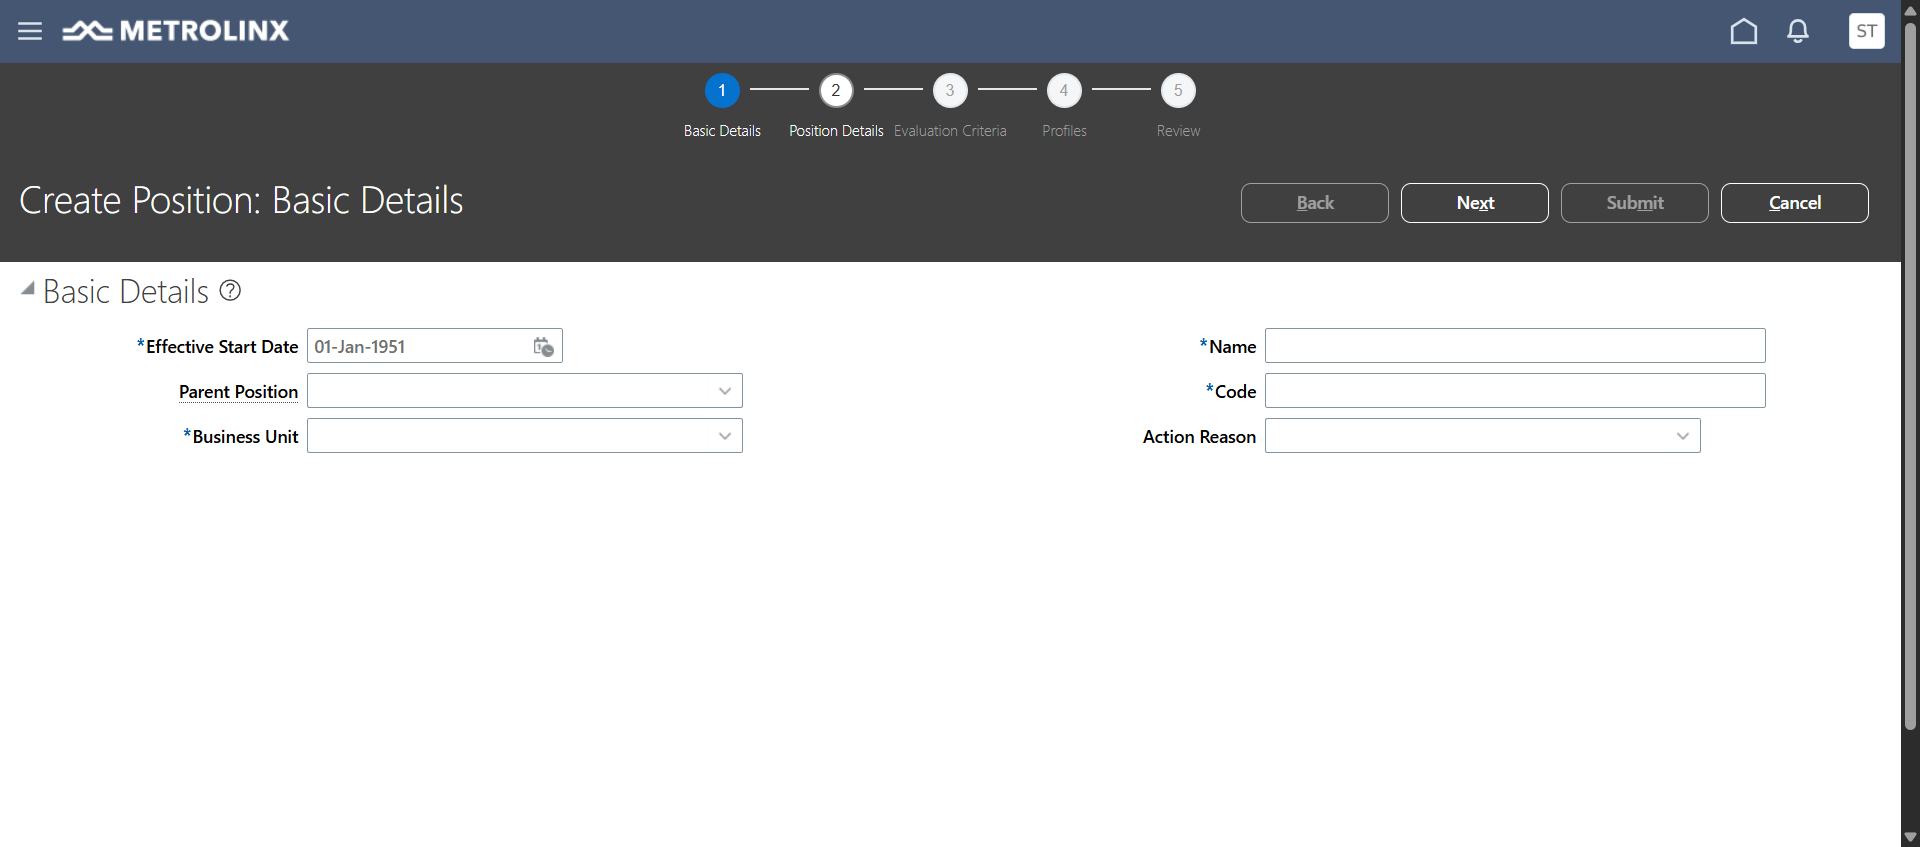 METROLINX
ST
1
2
3
4
5
Basic Details
Position Details
Evaluation Criteria
Profiles
Review
Create Position: Basic Details
Back
Next
Submit
Cancel
Basic Details ?
*Effective Start Date 01-Jan-1951
*Name
Parent Position
*Code
*Business Unit
Action Reason